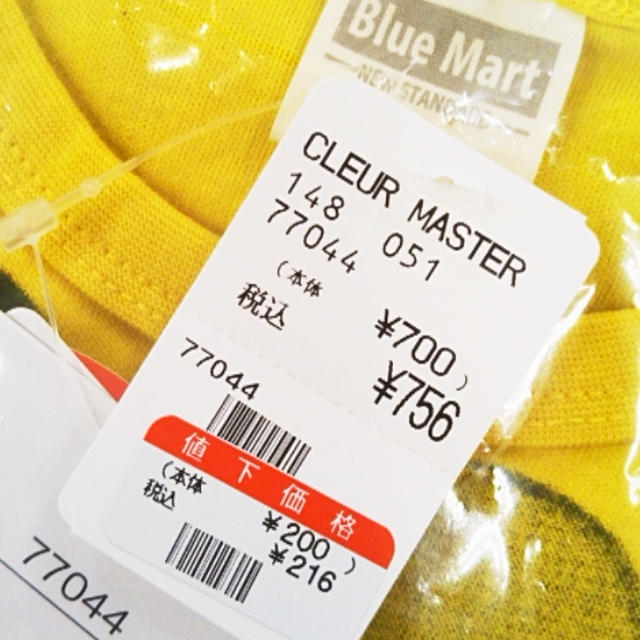 Blue Mart
NEW STANDARD
CLEUR MASTER
148 051
77044
(本体 ¥700)
税込 ¥756
77044
値下価格
(本体 ¥200)
税込 ¥216
77044